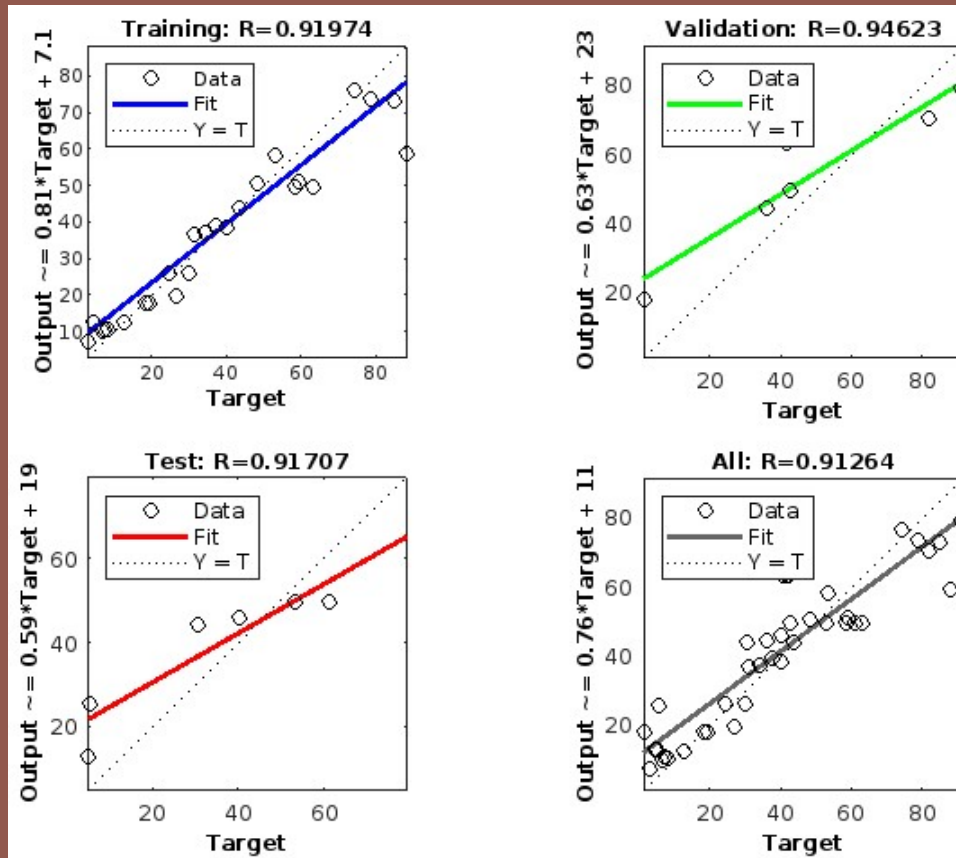 Training: R=0.91974
Output ~= 0.81*Target + 7.1
Data
Fit
Y = T
80
70
60
50
40
30
20
10
20
40
60
80
Target
Validation: R=0.94623
Output ~= 0.63*Target + 23
Data
Fit
Y = T
80
60
40
20
20
40
60
80
Target
Test: R=0.91707
Output ~= 0.59*Target + 19
Data
Fit
Y = T
60
40
20
20
40
60
Target
All: R=0.91264
Output ~= 0.76*Target + 11
Data
Fit
Y = T
80
60
40
20
20
40
60
80
Target